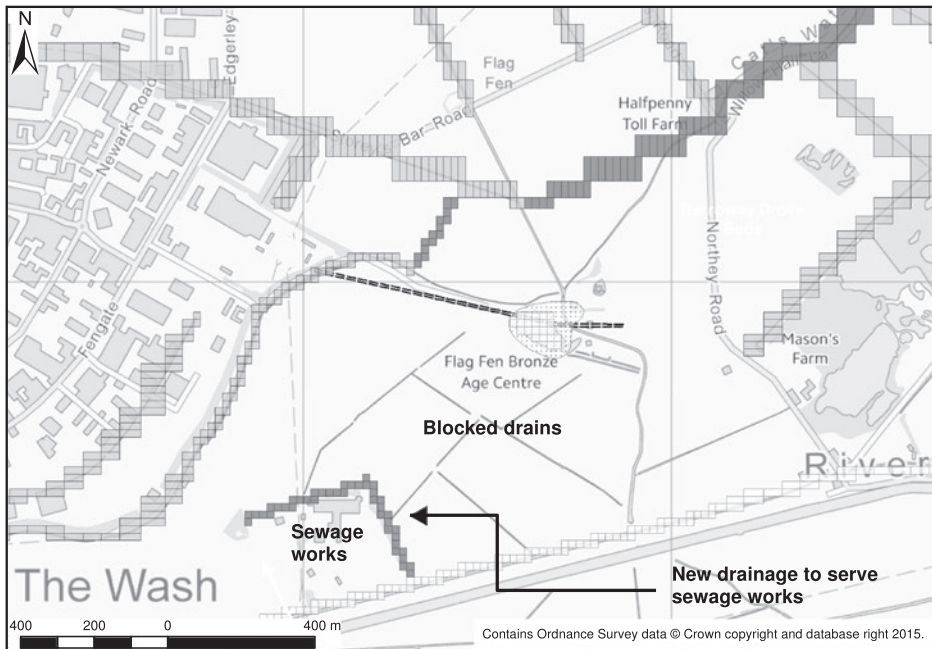 N
Edgerley
Newark Road
Flag
Fen
Bar Road
Halfpenny
Toll Farm
Northey Road
Fengate
Mason's
Farm
Flag Fen Bronze
Age Centre
Blocked drains
River
Sewage
works
The Wash
New drainage to serve
sewage works
400 200 0 400 m
Contains Ordnance Survey data © Crown copyright and database right 2015.